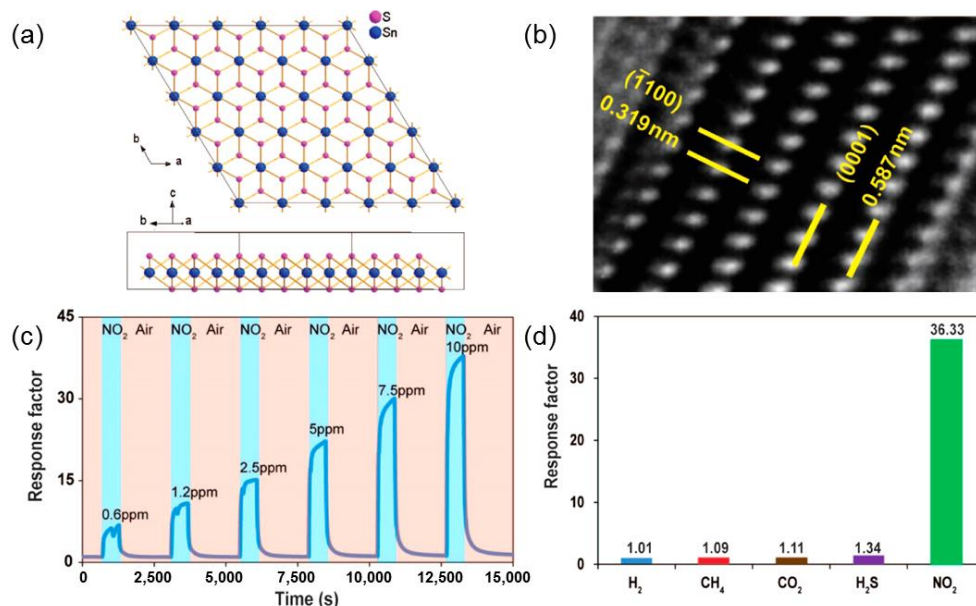 (a)
S
Sn
b
a
c
b
a
(b)
(1̄100)
0.319nm
(0001)
0.587nm
(c)
45
30
15
0
Response factor
NO₂ Air NO₂ Air NO₂ Air NO₂ Air NO₂ Air NO₂ Air
0.6ppm
1.2ppm
2.5ppm
5ppm
7.5ppm
10ppm
0 2,500 5,000 7,500 10,000 12,500 15,000
Time (s)
(d)
40
30
20
10
0
Response factor
1.01
1.09
1.11
1.34
36.33
H₂ CH₄ CO₂ H₂S NO₂